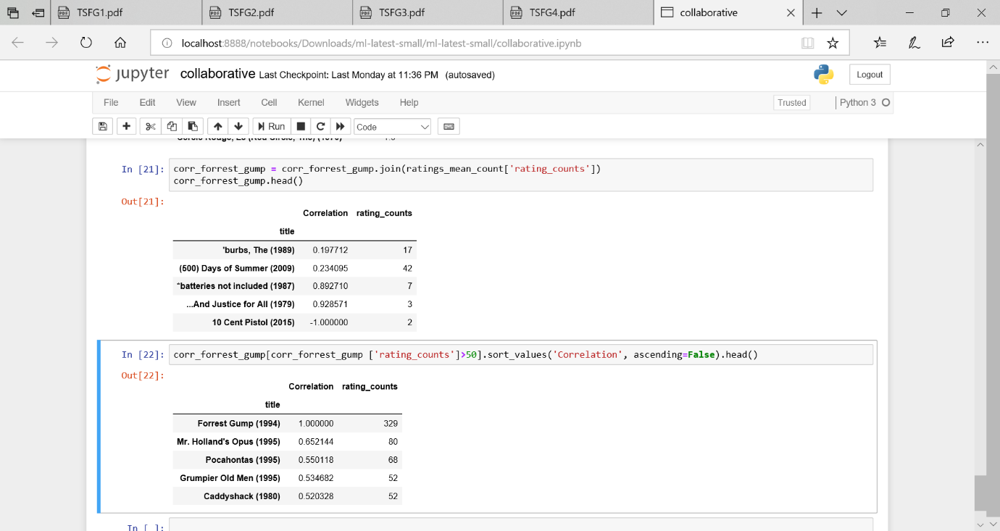 TSFG1.pdf
TSFG2.pdf
TSFG3.pdf
TSFG4.pdf
collaborative
localhost:8888/notebooks/Downloads/ml-latest-small/ml-latest-small/collaborative.ipynb
jupyter collaborative Last Checkpoint: Last Monday at 11:36 PM (autosaved)
Logout
File Edit View Insert Cell Kernel Widgets Help
Trusted
Python 3
Run
Code
In [21]: corr_forrest_gump = corr_forrest_gump.join(ratings_mean_count['rating_counts'])
corr_forrest_gump.head()
Out[21]:
Correlation rating_counts
title
'burbs, The (1989) 0.197712 17
(500) Days of Summer (2009) 0.234095 42
*batteries not included (1987) 0.892710 7
...And Justice for All (1979) 0.928571 3
10 Cent Pistol (2015) -1.000000 2
In [22]: corr_forrest_gump[corr_forrest_gump ['rating_counts']>50].sort_values('Correlation', ascending=False).head()
Out[22]:
Correlation rating_counts
title
Forrest Gump (1994) 1.000000 329
Mr. Holland's Opus (1995) 0.652144 80
Pocahontas (1995) 0.550118 68
Grumpier Old Men (1995) 0.534682 52
Caddyshack (1980) 0.520328 52
In [ ]: